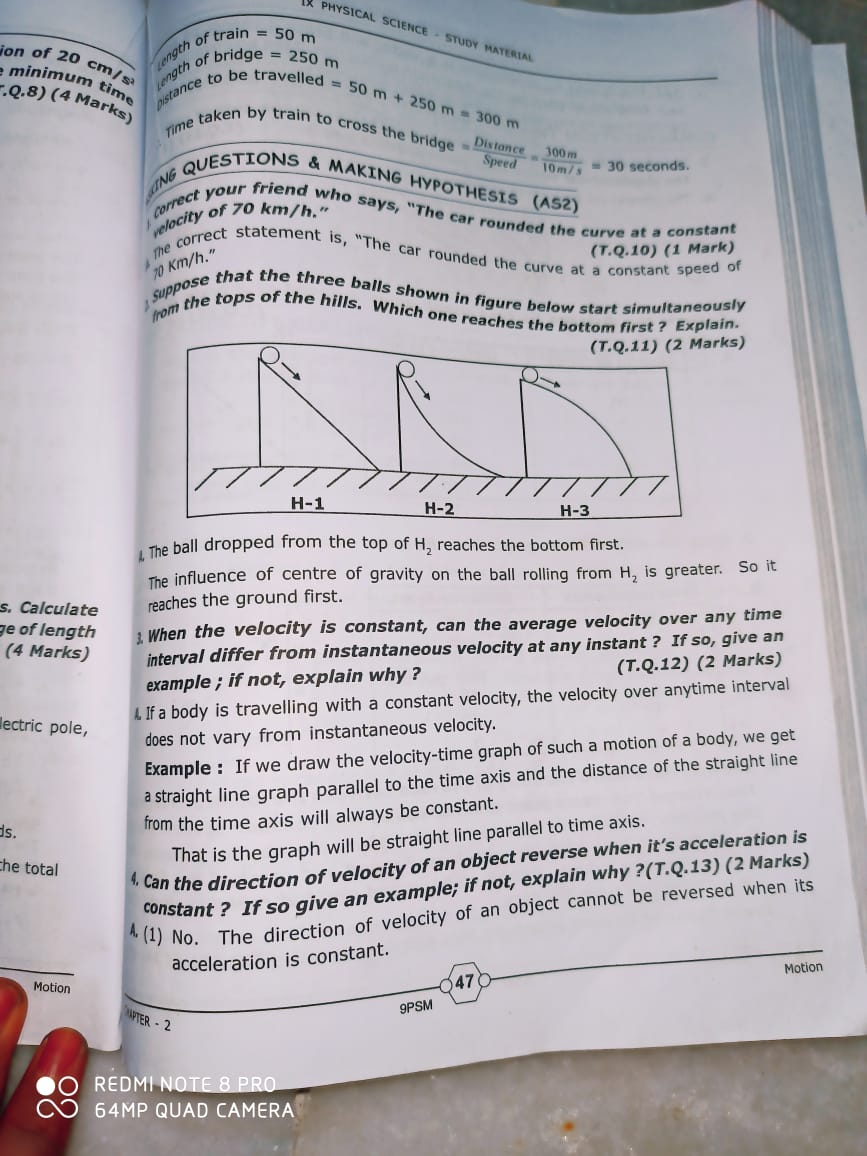 IX PHYSICAL SCIENCE - STUDY MATERIAL
ion of 20 cm/s²
e minimum time
T.Q.8) (4 Marks)
s. Calculate
ge of length
(4 Marks)
lectric pole,
ds.
he total
Motion
Length of train = 50 m
Length of bridge = 250 m
Distance to be travelled = 50 m + 250 m = 300 m
Time taken by train to cross the bridge = Distance/Speed = 300m/10m/s = 30 seconds.
KING QUESTIONS & MAKING HYPOTHESIS (AS2)
1. Correct your friend who says, "The car rounded the curve at a constant
velocity of 70 km/h."
(T.Q.10) (1 Mark)
A. The correct statement is, "The car rounded the curve at a constant speed of
70 Km/h."
2. Suppose that the three balls shown in figure below start simultaneously
from the tops of the hills. Which one reaches the bottom first ? Explain.
(T.Q.11) (2 Marks)
H-1 H-2 H-3
A. The ball dropped from the top of H₂ reaches the bottom first.
The influence of centre of gravity on the ball rolling from H₂ is greater. So it
reaches the ground first.
3. When the velocity is constant, can the average velocity over any time
interval differ from instantaneous velocity at any instant ? If so, give an
example ; if not, explain why ? (T.Q.12) (2 Marks)
A. If a body is travelling with a constant velocity, the velocity over anytime interval
does not vary from instantaneous velocity.
Example : If we draw the velocity-time graph of such a motion of a body, we get
a straight line graph parallel to the time axis and the distance of the straight line
from the time axis will always be constant.
That is the graph will be straight line parallel to time axis.
4. Can the direction of velocity of an object reverse when it's acceleration is
constant ? If so give an example; if not, explain why ?(T.Q.13) (2 Marks)
A. (1) No. The direction of velocity of an object cannot be reversed when its
acceleration is constant.
APTER - 2
9PSM
47
Motion
REDMI NOTE 8 PRO
64MP QUAD CAMERA